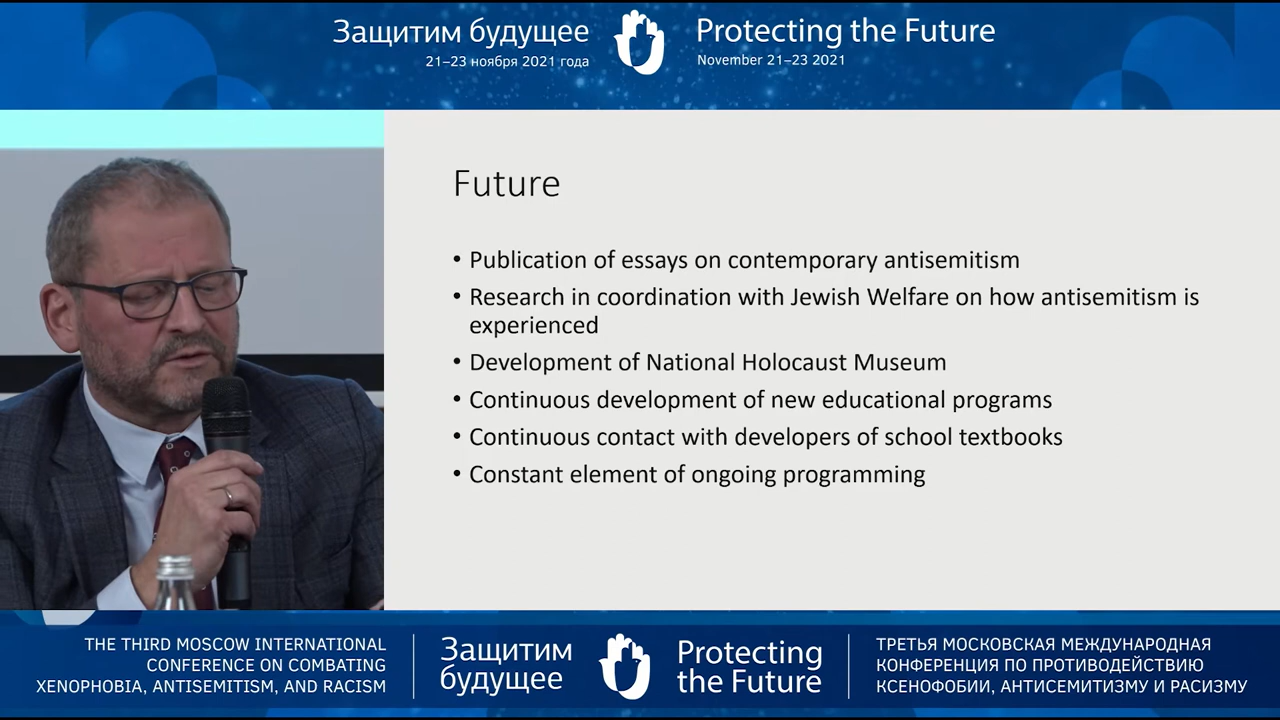 Защитим будущее
21–23 ноября 2021 года
Protecting the Future
November 21–23 2021
Future
• Publication of essays on contemporary antisemitism
• Research in coordination with Jewish Welfare on how antisemitism is
experienced
• Development of National Holocaust Museum
• Continuous development of new educational programs
• Continuous contact with developers of school textbooks
• Constant element of ongoing programming
THE THIRD MOSCOW INTERNATIONAL
CONFERENCE ON COMBATING
XENOPHOBIA, ANTISEMITISM, AND RACISM
Защитим
будущее
Protecting
the Future
ТРЕТЬЯ МОСКОВСКАЯ МЕЖДУНАРОДНАЯ
КОНФЕРЕНЦИЯ ПО ПРОТИВОДЕЙСТВИЮ
КСЕНОФОБИИ, АНТИСЕМИТИЗМУ И РАСИЗМУ